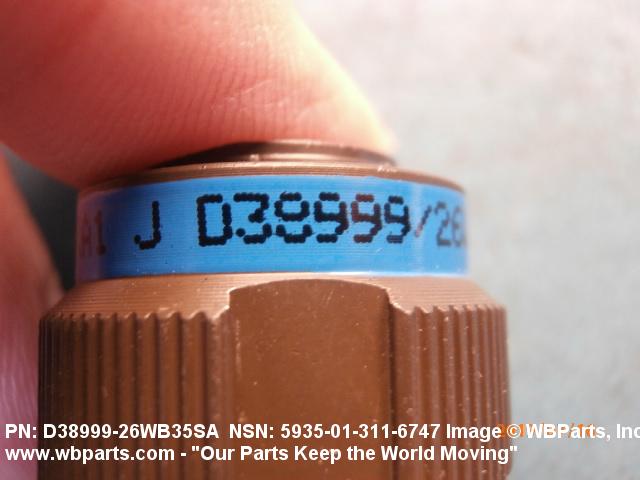 A1 J D38999/26
PN: D38999-26WB35SA NSN: 5935-01-311-6747 Image © WBParts, Inc
www.wbparts.com - "Our Parts Keep the World Moving"